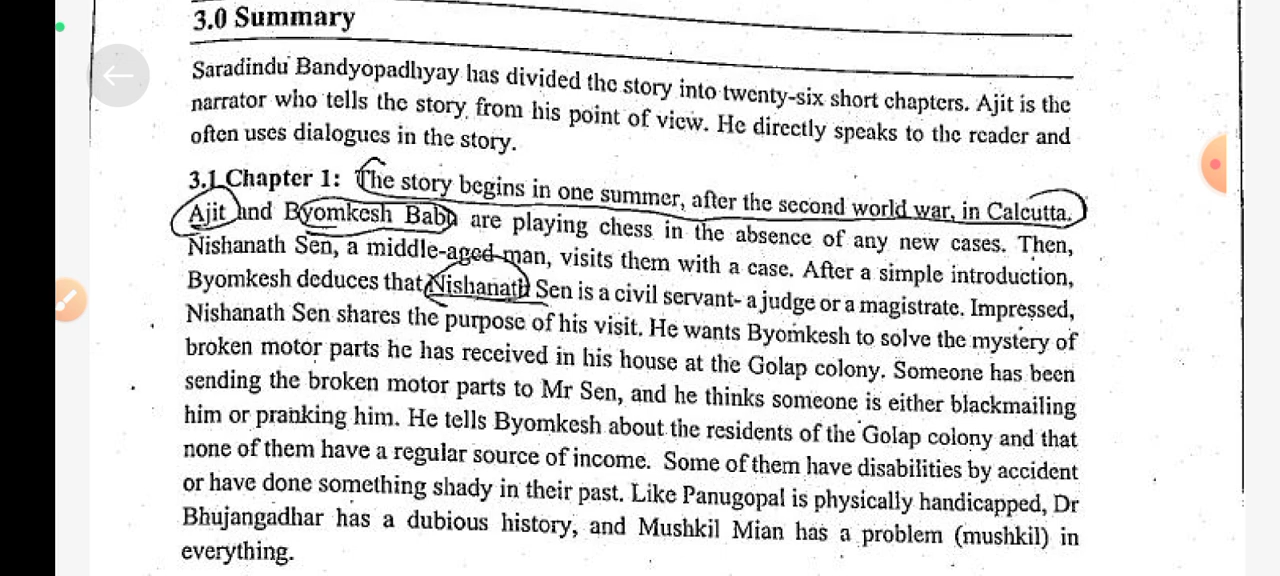 3.0 Summary
Saradindu Bandyopadhyay has divided the story into twenty-six short chapters. Ajit is the
narrator who tells the story from his point of view. He directly speaks to the reader and
often uses dialogues in the story.
3.1 Chapter 1: The story begins in one summer, after the second world war, in Calcutta.
Ajit and Byomkesh Babu are playing chess in the absence of any new cases. Then,
Nishanath Sen, a middle-aged man, visits them with a case. After a simple introduction,
Byomkesh deduces that Nishanath Sen is a civil servant- a judge or a magistrate. Impressed,
Nishanath Sen shares the purpose of his visit. He wants Byomkesh to solve the mystery of
broken motor parts he has received in his house at the Golap colony. Someone has been
sending the broken motor parts to Mr Sen, and he thinks someone is either blackmailing
him or pranking him. He tells Byomkesh about the residents of the Golap colony and that
none of them have a regular source of income. Some of them have disabilities by accident
or have done something shady in their past. Like Panugopal is physically handicapped, Dr
Bhujangadhar has a dubious history, and Mushkil Mian has a problem (mushkil) in
everything.